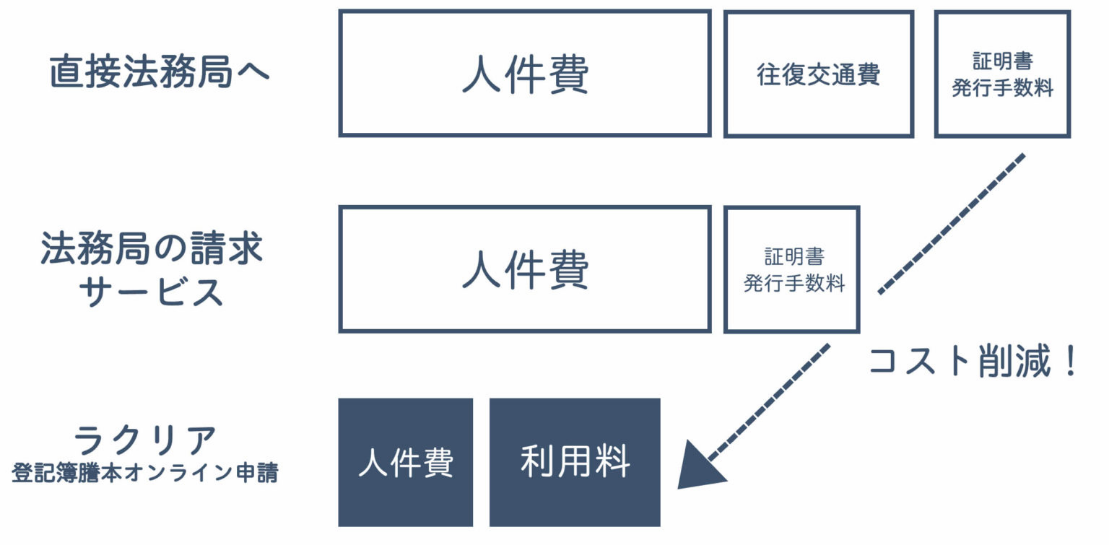 直接法務局へ
人件費
往復交通費
証明書
発行手数料
法務局の請求
サービス
人件費
証明書
発行手数料
コスト削減！
ラクリア
登記簿謄本オンライン申請
人件費
利用料